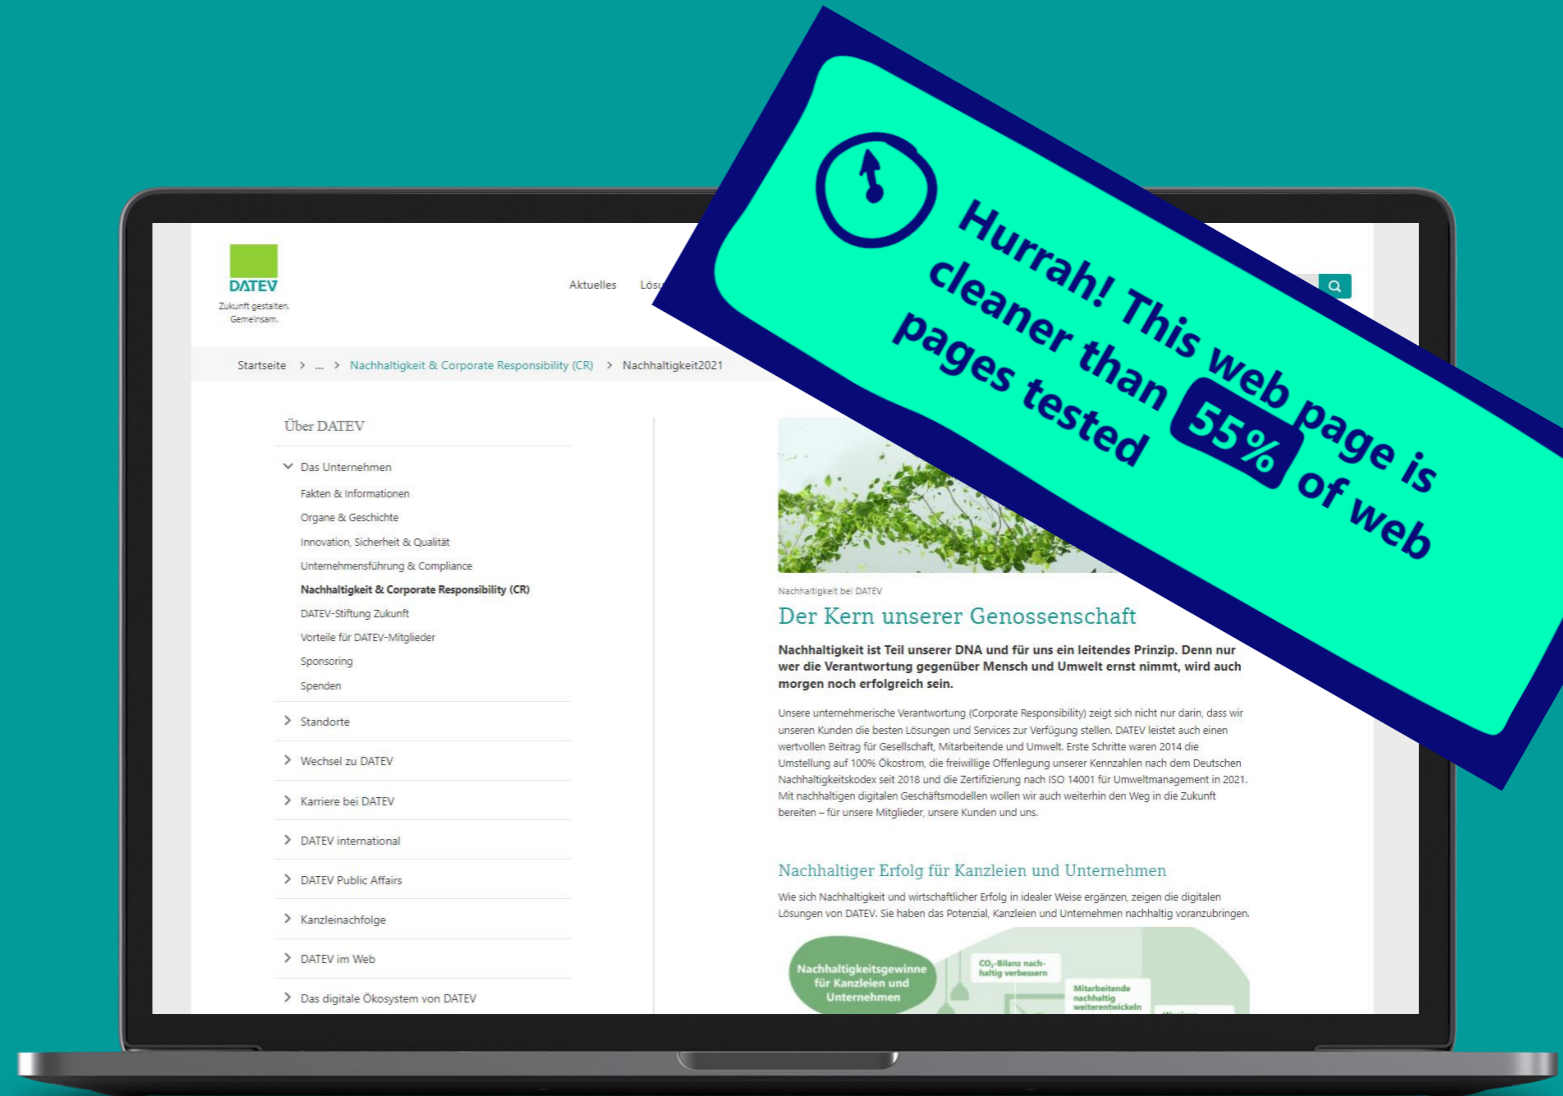 Hurrah! This web page is
cleaner than 55% of web
pages tested
DATEV
Zukunft gestalten.
Gemeinsam.
Aktuelles
Startseite > ... > Nachhaltigkeit & Corporate Responsibility (CR) > Nachhaltigkeit2021
Über DATEV
Das Unternehmen
Fakten & Informationen
Organe & Geschichte
Innovation, Sicherheit & Qualität
Unternehmensführung & Compliance
Nachhaltigkeit & Corporate Responsibility (CR)
DATEV-Stiftung Zukunft
Vorteile für DATEV-Mitglieder
Sponsoring
Spenden
Standorte
Wechsel zu DATEV
Karriere bei DATEV
DATEV international
DATEV Public Affairs
Kanzleinachfolge
DATEV im Web
Das digitale Ökosystem von DATEV
Nachhaltigkeit bei DATEV
Der Kern unserer Genossenschaft
Nachhaltigkeit ist Teil unserer DNA und für uns ein leitendes Prinzip. Denn nur
wer die Verantwortung gegenüber Mensch und Umwelt ernst nimmt, wird auch
morgen noch erfolgreich sein.
Unsere unternehmerische Verantwortung (Corporate Responsibility) zeigt sich nicht nur darin, dass wir
unseren Kunden die besten Lösungen und Services zur Verfügung stellen. DATEV leistet auch einen
wertvollen Beitrag für Gesellschaft, Mitarbeitende und Umwelt. Erste Schritte waren 2014 die
Umstellung auf 100% Ökostrom, die freiwillige Offenlegung unserer Kennzahlen nach dem Deutschen
Nachhaltigkeitskodex seit 2018 und die Zertifizierung nach ISO 14001 für Umweltmanagement in 2021.
Mit nachhaltigen digitalen Geschäftsmodellen wollen wir auch weiterhin den Weg in die Zukunft
bereiten – für unsere Mitglieder, unsere Kunden und uns.
Nachhaltiger Erfolg für Kanzleien und Unternehmen
Wie sich Nachhaltigkeit und wirtschaftlicher Erfolg in idealer Weise ergänzen, zeigen die digitalen
Lösungen von DATEV. Sie haben das Potenzial, Kanzleien und Unternehmen nachhaltig voranzubringen.
Nachhaltigkeitsgewinne
für Kanzleien und
Unternehmen
CO₂-Bilanz nach-
haltig verbessern
Mitarbeitende
nachhaltig
weiterentwickeln